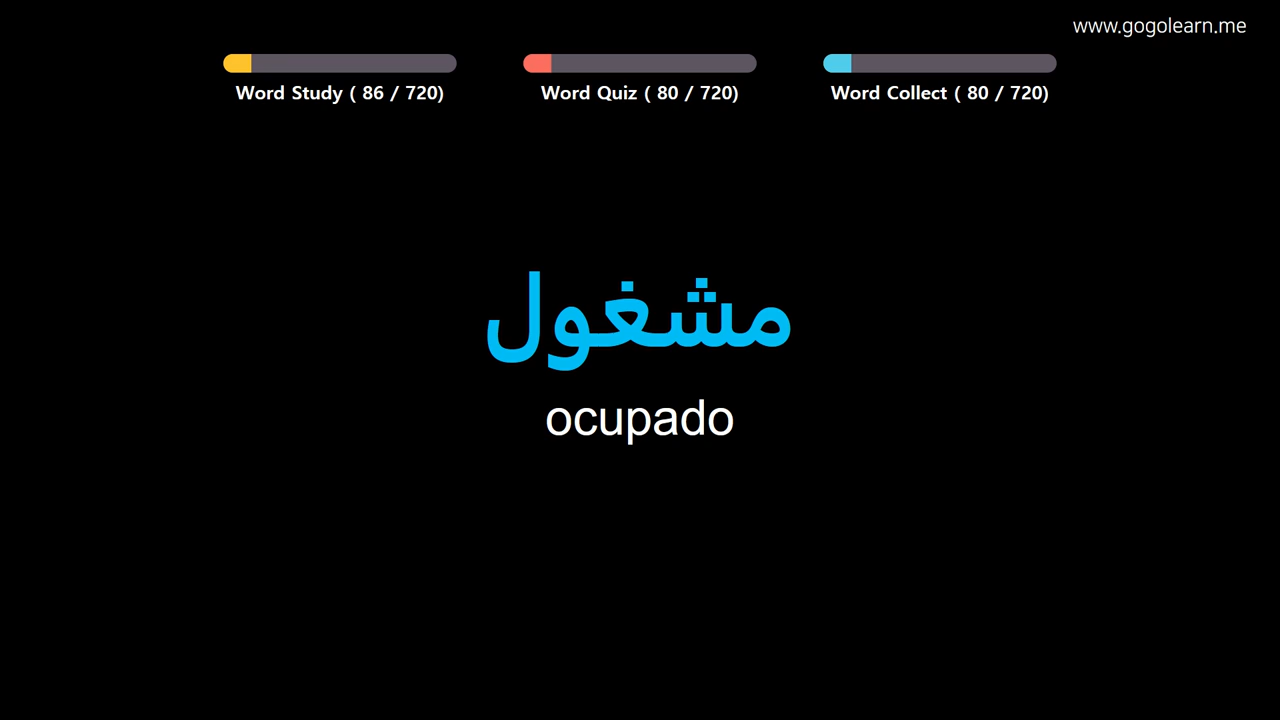 www.gogolearn.me
Word Study ( 86 / 720)
Word Quiz ( 80 / 720)
Word Collect ( 80 / 720)
مشغول
ocupado